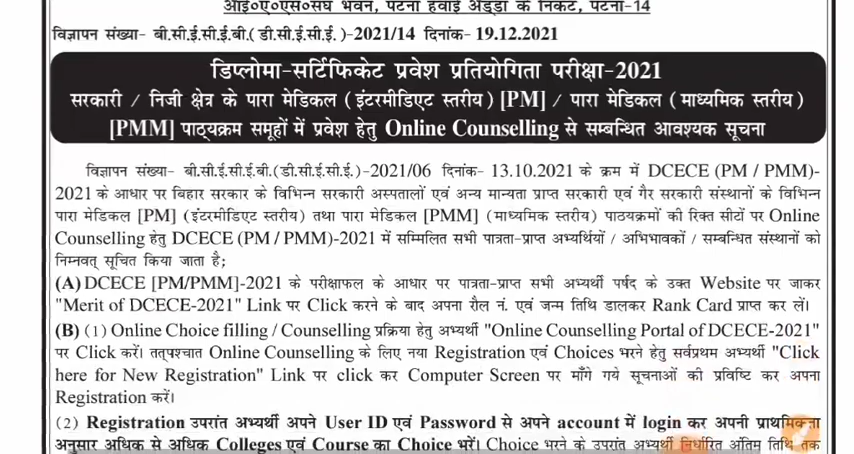 आई०ए०एस०संघ भवन, पटना हवाई अड्डा के निकट, पटना-14
विज्ञापन संख्या- बी.सी.ई.सी.ई.बी.( डी.सी.ई.सी.ई. )-2021/14 दिनांक- 19.12.2021
डिप्लोमा-सर्टिफिकेट प्रवेश प्रतियोगिता परीक्षा-2021
सरकारी / निजी क्षेत्र के पारा मेडिकल ( इंटरमीडिएट स्तरीय ) [PM] / पारा मेडिकल ( माध्यमिक स्तरीय )
[PMM] पाठ्यक्रम समूहों में प्रवेश हेतु Online Counselling से सम्बन्धित आवश्यक सूचना
विज्ञापन संख्या- बी.सी.ई.सी.ई.बी.(डी.सी.ई.सी.ई.)-2021/06 दिनांक- 13.10.2021 के क्रम में DCECE (PM / PMM)-
2021 के आधार पर बिहार सरकार के विभिन्न सरकारी अस्पतालों एवं अन्य मान्यता प्राप्त सरकारी एवं गैर सरकारी संस्थानों के विभिन्न
पारा मेडिकल [PM] (इंटरमीडिएट स्तरीय) तथा पारा मेडिकल [PMM] (माध्यमिक स्तरीय) पाठयक्रमों की रिक्त सीटों पर Online
Counselling हेतु DCECE (PM / PMM)-2021 में सम्मिलित सभी पात्रता-प्राप्त अभ्यर्थियों / अभिभावकों / सम्बन्धित संस्थानों को
निम्नवत् सूचित किया जाता है;
(A) DCECE [PM/PMM]-2021 के परीक्षाफल के आधार पर पात्रता-प्राप्त सभी अभ्यर्थी पर्षद के उक्त Website पर जाकर
"Merit of DCECE-2021" Link पर Click करने के बाद अपना रौल नं. एवं जन्म तिथि डालकर Rank Card प्राप्त कर लें।
(B) (1) Online Choice filling / Counselling प्रक्रिया हेतु अभ्यर्थी "Online Counselling Portal of DCECE-2021"
पर Click करें। तत्पश्चात Online Counselling के लिए नया Registration एवं Choices भरने हेतु सर्वप्रथम अभ्यर्थी "Click
here for New Registration" Link पर click कर Computer Screen पर माँगे गये सूचनाओं की प्रविष्टि कर अपना
Registration करें।
(2) Registration उपरांत अभ्यर्थी अपने User ID एवं Password से अपने account में login कर अपनी प्राथमिकता
अनुसार अधिक से अधिक Colleges एवं Course का Choice भरें। Choice भरने के उपरांत अभ्यर्थी निर्धारित अंतिम तिथि तक